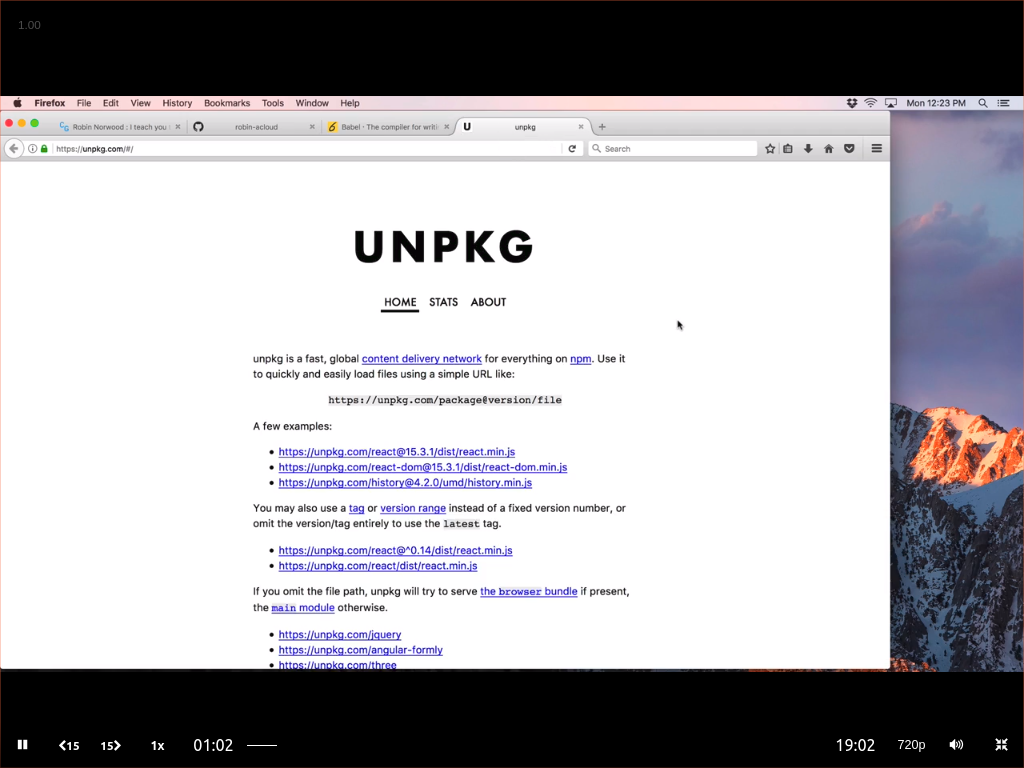 1.00
Firefox File Edit View History Bookmarks Tools Window Help Mon 12:23 PM
Robin Norwood : I teach you robin-acloud Babel · The compiler for writi unpkg
https://unpkg.com/#/ Search
UNPKG
HOME STATS ABOUT
unpkg is a fast, global content delivery network for everything on npm. Use it
to quickly and easily load files using a simple URL like:
https://unpkg.com/package@version/file
A few examples:
https://unpkg.com/react@15.3.1/dist/react.min.js
https://unpkg.com/react-dom@15.3.1/dist/react-dom.min.js
https://unpkg.com/history@4.2.0/umd/history.min.js
You may also use a tag or version range instead of a fixed version number, or
omit the version/tag entirely to use the latest tag.
https://unpkg.com/react@^0.14/dist/react.min.js
https://unpkg.com/react/dist/react.min.js
If you omit the file path, unpkg will try to serve the browser bundle if present,
the main module otherwise.
https://unpkg.com/jquery
https://unpkg.com/angular-formly
https://unpkg.com/three
15 15 1x 01:02 19:02 720p